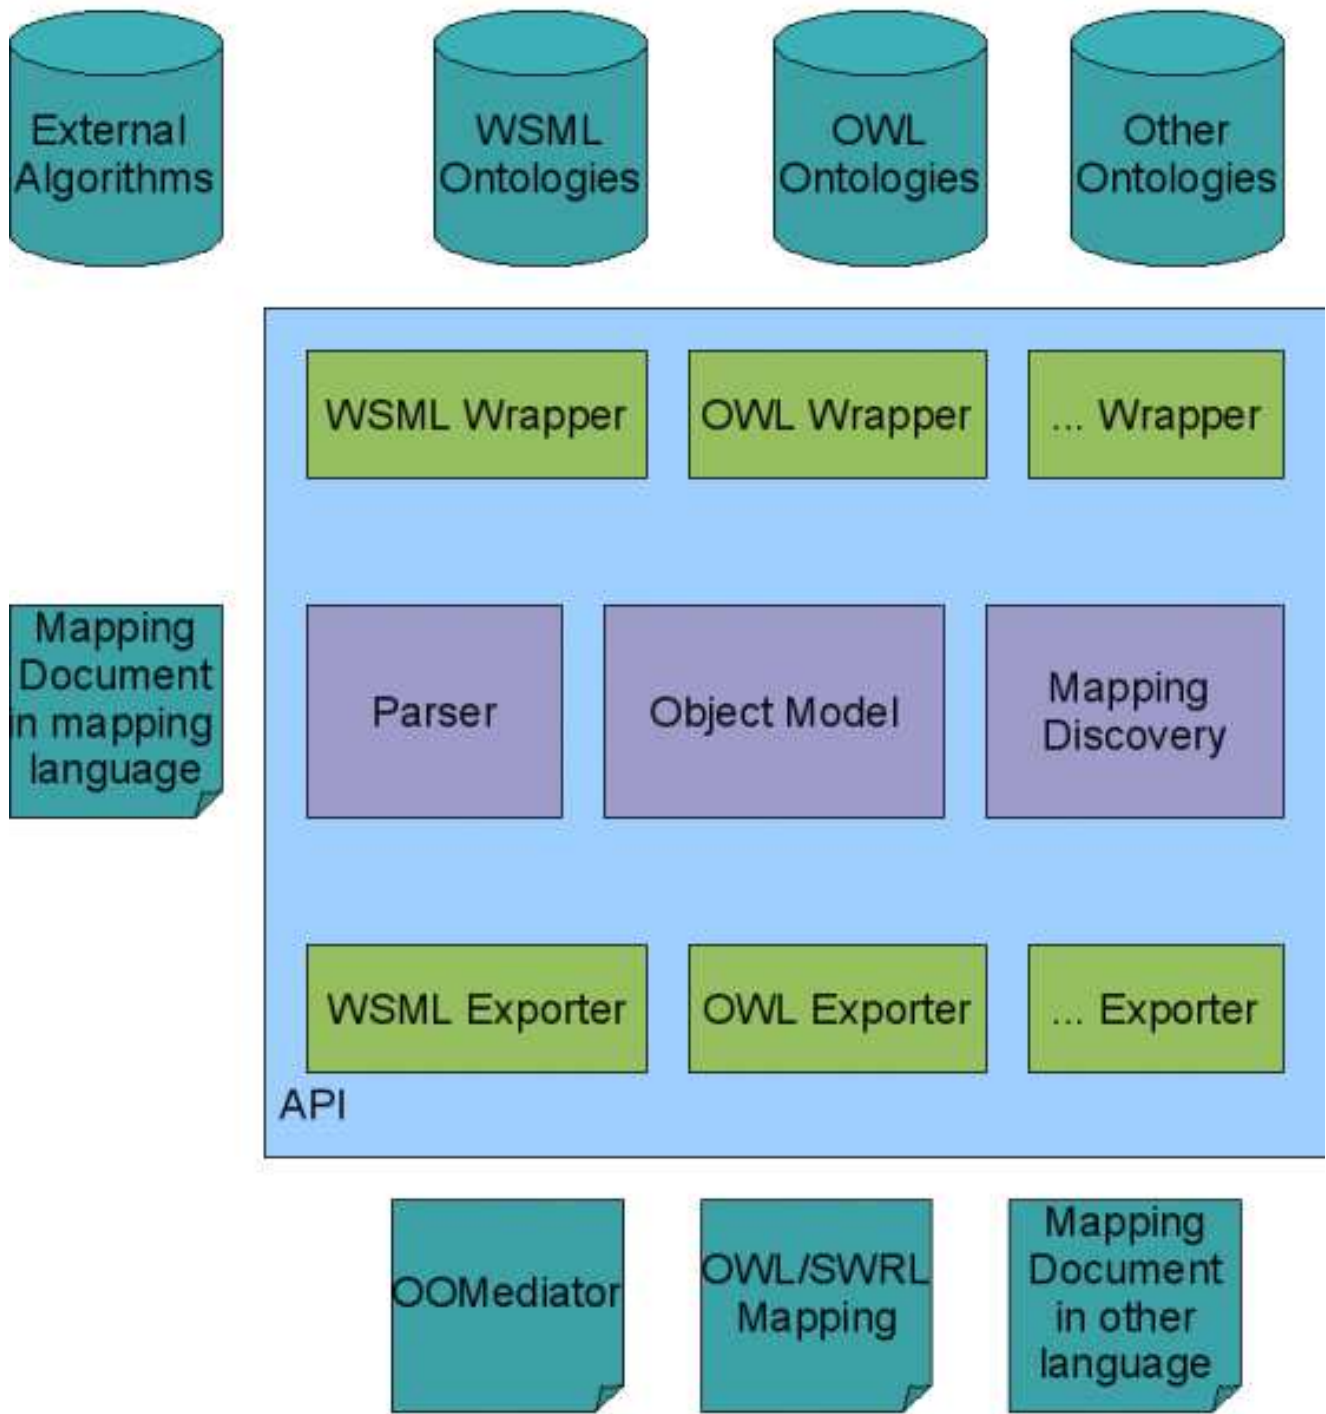 External
Algorithms
WSML
Ontologies
OWL
Ontologies
Other
Ontologies
WSML Wrapper
OWL Wrapper
... Wrapper
Mapping
Document
in mapping
language
Parser
Object Model
Mapping
Discovery
WSML Exporter
OWL Exporter
... Exporter
API
OOMediator
OWL/SWRL
Mapping
Mapping
Document
in other
language